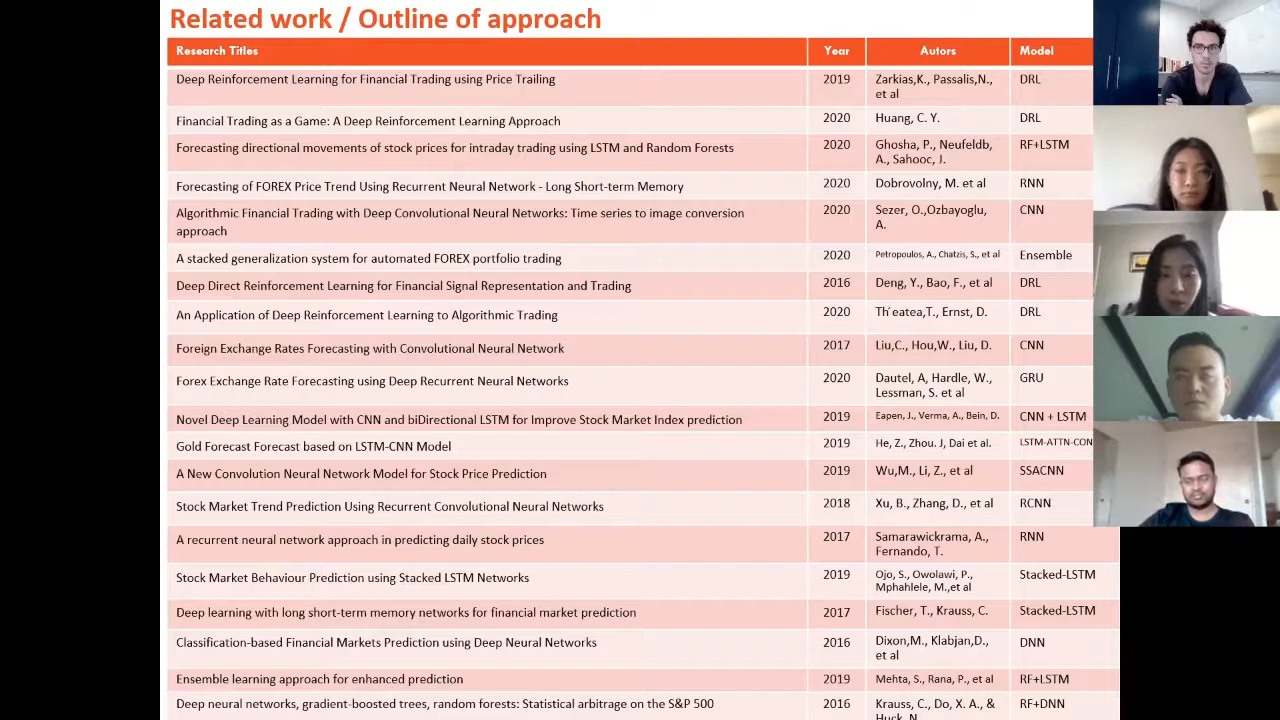 Related work / Outline of approach
Research Titles Year Autors Model
Deep Reinforcement Learning for Financial Trading using Price Trailing 2019 Zarkias,K., Passalis,N., DRL
et al
Financial Trading as a Game: A Deep Reinforcement Learning Approach 2020 Huang, C. Y. DRL
Forecasting directional movements of stock prices for intraday trading using LSTM and Random Forests 2020 Ghosha, P., Neufeldb, RF+LSTM
A., Sahooc, J.
Forecasting of FOREX Price Trend Using Recurrent Neural Network - Long Short-term Memory 2020 Dobrovolny, M. et al RNN
Algorithmic Financial Trading with Deep Convolutional Neural Networks: Time series to image conversion 2020 Sezer, O.,Ozbayoglu, CNN
approach A.
A stacked generalization system for automated FOREX portfolio trading 2020 Petropoulos, A., Chatzis, S., et al Ensemble
Deep Direct Reinforcement Learning for Financial Signal Representation and Trading 2016 Deng, Y., Bao, F., et al DRL
An Application of Deep Reinforcement Learning to Algorithmic Trading 2020 Th ́eatea,T., Ernst, D. DRL
Foreign Exchange Rates Forecasting with Convolutional Neural Network 2017 Liu,C., Hou,W., Liu, D. CNN
Forex Exchange Rate Forecasting using Deep Recurrent Neural Networks 2020 Dautel, A, Hardle, W., GRU
Lessman, S. et al
Novel Deep Learning Model with CNN and biDirectional LSTM for Improve Stock Market Index prediction 2019 Eapen, J., Verma, A., Bein, D. CNN + LSTM
Gold Forecast Forecast based on LSTM-CNN Model 2019 He, Z., Zhou. J, Dai et al. LSTM-ATTN-CON
A New Convolution Neural Network Model for Stock Price Prediction 2019 Wu,M., Li, Z., et al SSACNN
Stock Market Trend Prediction Using Recurrent Convolutional Neural Networks 2018 Xu, B., Zhang, D., et al RCNN
A recurrent neural network approach in predicting daily stock prices 2017 Samarawickrama, A., RNN
Fernando, T.
Stock Market Behaviour Prediction using Stacked LSTM Networks 2019 Ojo, S., Owolawi, P., Stacked-LSTM
Mphahlele, M.,et al
Deep learning with long short-term memory networks for financial market prediction 2017 Fischer, T., Krauss, C. Stacked-LSTM
Classification-based Financial Markets Prediction using Deep Neural Networks 2016 Dixon,M., Klabjan,D., DNN
et al
Ensemble learning approach for enhanced prediction 2019 Mehta, S., Rana, P., et al RF+LSTM
Deep neural networks, gradient-boosted trees, random forests: Statistical arbitrage on the S&P 500 2016 Krauss, C., Do, X. A., & RF+DNN
Huck, N.